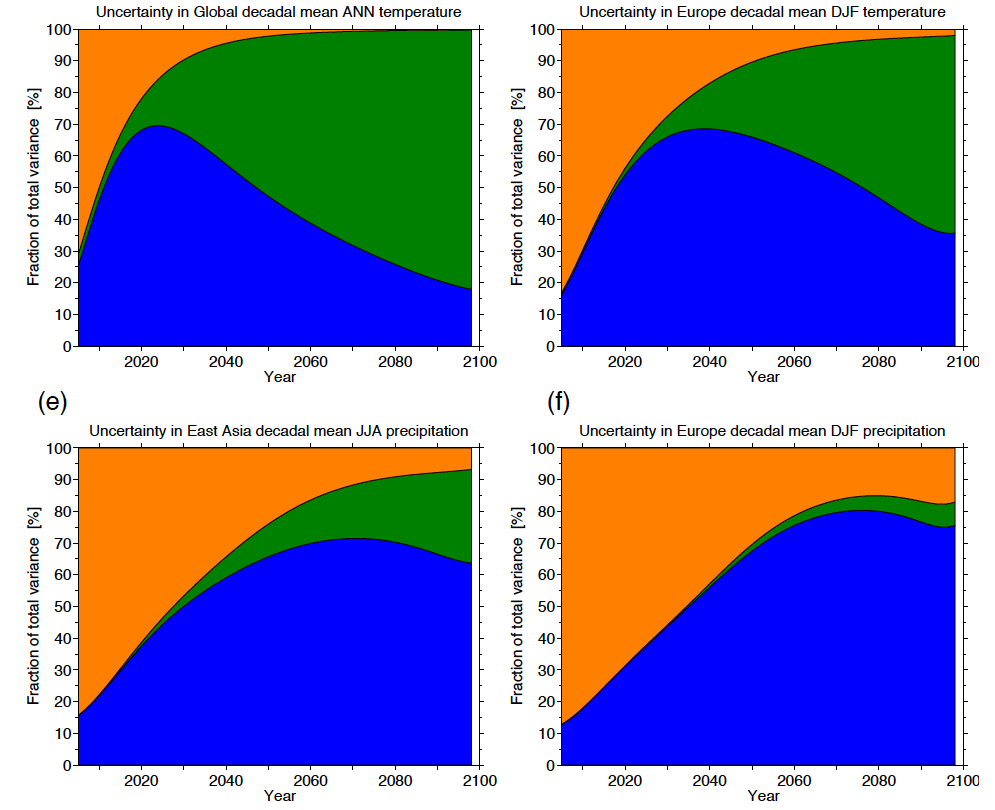 Uncertainty in Global decadal mean ANN temperature
Fraction of total variance [%]
100
90
80
70
60
50
40
30
20
10
0
2020 2040 2060 2080 2100
Year
Uncertainty in Europe decadal mean DJF temperature
Fraction of total variance [%]
100
90
80
70
60
50
40
30
20
10
0
2020 2040 2060 2080 2100
Year
(e)
Uncertainty in East Asia decadal mean JJA precipitation
Fraction of total variance [%]
100
90
80
70
60
50
40
30
20
10
0
2020 2040 2060 2080 2100
Year
(f)
Uncertainty in Europe decadal mean DJF precipitation
Fraction of total variance [%]
100
90
80
70
60
50
40
30
20
10
0
2020 2040 2060 2080 2100
Year